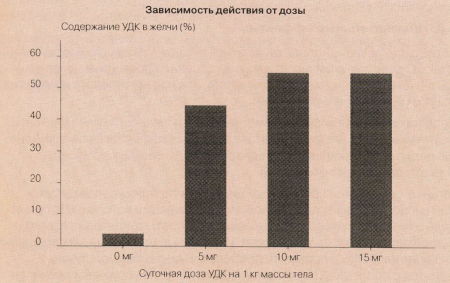 Зависимость действия от дозы
Содержание УДК в желчи (%)
60
50
40
30
20
10
0
0 мг 5 мг 10 мг 15 мг
Суточная доза УДК на 1 кг массы тела